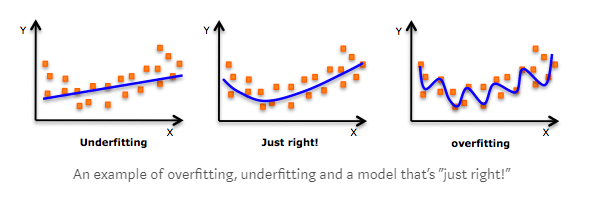 Y
Y
Y
X
X
X
Underfitting
Just right!
overfitting
An example of overfitting, underfitting and a model that's "just right!"